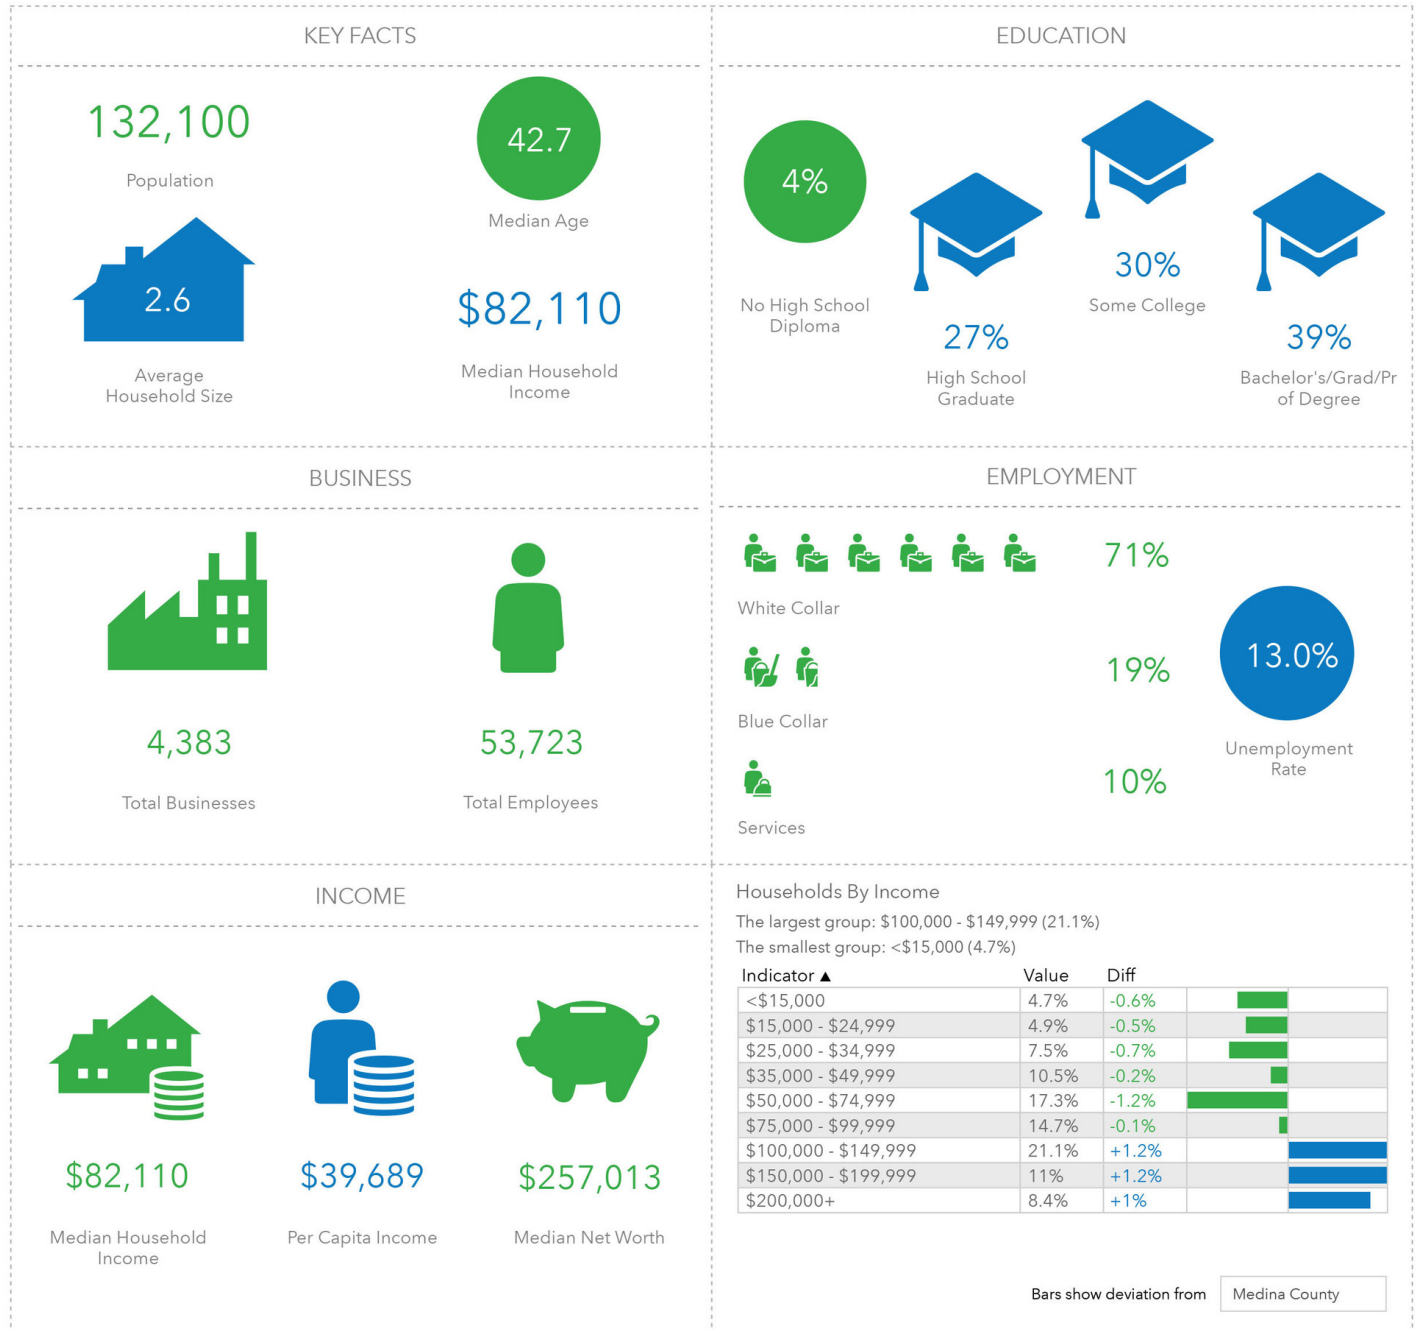 KEY FACTS
132,100
Population
42.7
Median Age
2.6
Average
Household Size
$82,110
Median Household
Income
EDUCATION
4%
No High School
Diploma
27%
High School
Graduate
30%
Some College
39%
Bachelor's/Grad/Pr
of Degree
BUSINESS
4,383
Total Businesses
53,723
Total Employees
EMPLOYMENT
71%
White Collar
19%
Blue Collar
10%
Services
13.0%
Unemployment
Rate
INCOME
$82,110
Median Household
Income
$39,689
Per Capita Income
$257,013
Median Net Worth
Households By Income
The largest group: $100,000 - $149,999 (21.1%)
The smallest group: <$15,000 (4.7%)
Indicator ▲ Value Diff
<$15,000 4.7% -0.6%
$15,000 - $24,999 4.9% -0.5%
$25,000 - $34,999 7.5% -0.7%
$35,000 - $49,999 10.5% -0.2%
$50,000 - $74,999 17.3% -1.2%
$75,000 - $99,999 14.7% -0.1%
$100,000 - $149,999 21.1% +1.2%
$150,000 - $199,999 11% +1.2%
$200,000+ 8.4% +1%
Bars show deviation from Medina County